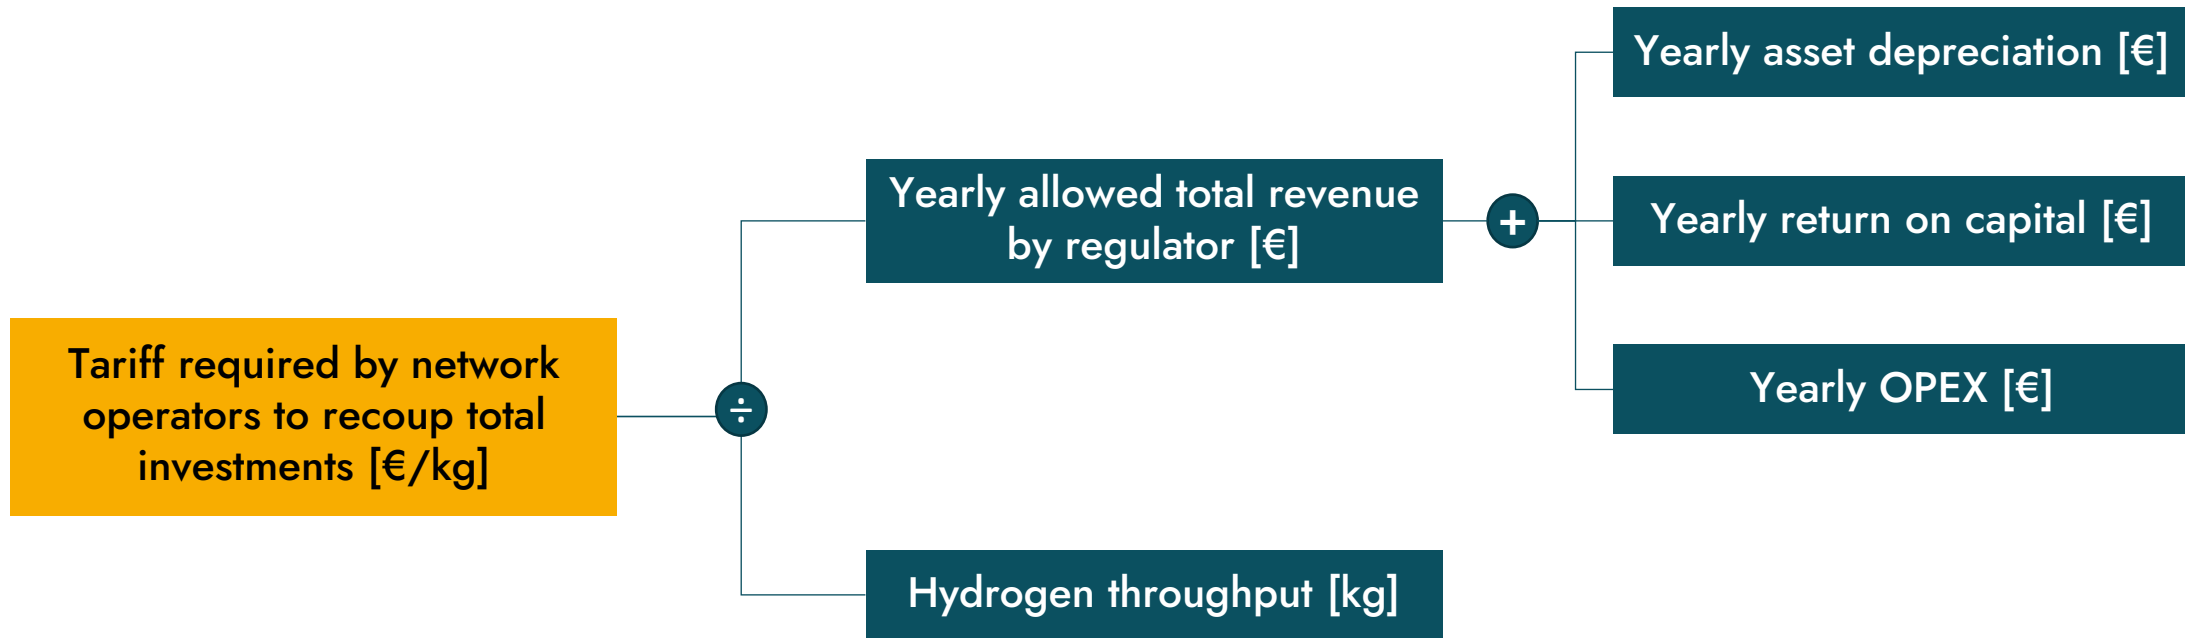 Yearly asset depreciation [€]
Yearly allowed total revenue
by regulator [€]
+
Yearly return on capital [€]
Tariff required by network
operators to recoup total
investments [€/kg]
÷
Yearly OPEX [€]
Hydrogen throughput [kg]